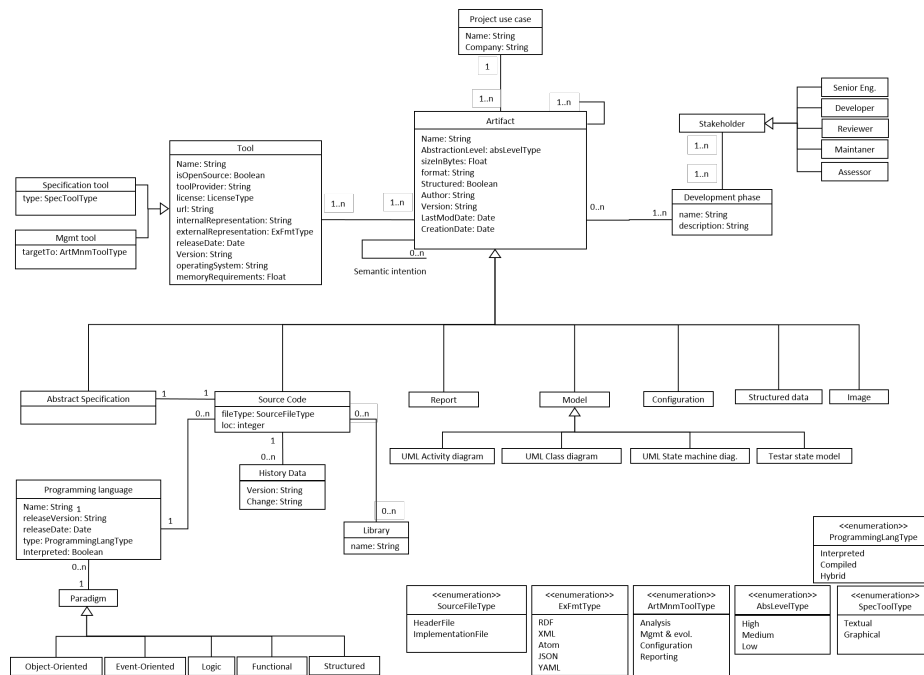 Project use case
Name: String
Company: String
1
1..n
1..n
Artifact
Name: String
AbstractionLevel: absLevelType
sizeInBytes: Float
format: String
Structured: Boolean
Author: String
Version: String
LastModDate: Date
CreationDate: Date
0..n
Semantic intention
Tool
Name: String
isOpenSource: Boolean
toolProvider: String
license: LicenseType
url: String
internalRepresentation: String
externalRepresentation: ExFmtType
releaseDate: Date
Version: String
operatingSystem: String
memoryRequirements: Float
1..n
1..n
Specification tool
type: SpecToolType
Mgmt tool
targetTo: ArtMnmToolType
Stakeholder
Senior Eng.
Developer
Reviewer
Maintaner
Assessor
1..n
1..n
0..n
1..n
Development phase
name: String
description: String
Abstract Specification
1
1
Source Code
fileType: SourceFileType
loc: integer
0..n
0..n
1
0..n
History Data
Version: String
Change: String
Report
Model
Configuration
Structured data
Image
UML Activity diagram
UML Class diagram
UML State machine diag.
Testar state model
Programming language
Name: String
1
releaseVersion: String
releaseDate: Date
type: ProgrammingLangType
Interpreted: Boolean
1
0..n
1
Paradigm
Object-Oriented
Event-Oriented
Logic
Functional
Structured
0..n
Library
name: String
<<enumeration>>
ProgrammingLangType
Interpreted
Compiled
Hybrid
<<enumeration>>
SourceFileType
HeaderFile
ImplementationFile
<<enumeration>>
ExFmtType
RDF
XML
Atom
JSON
YAML
<<enumeration>>
ArtMnmToolType
Analysis
Mgmt & evol.
Configuration
Reporting
<<enumeration>>
AbsLevelType
High
Medium
Low
<<enumeration>>
SpecToolType
Textual
Graphical